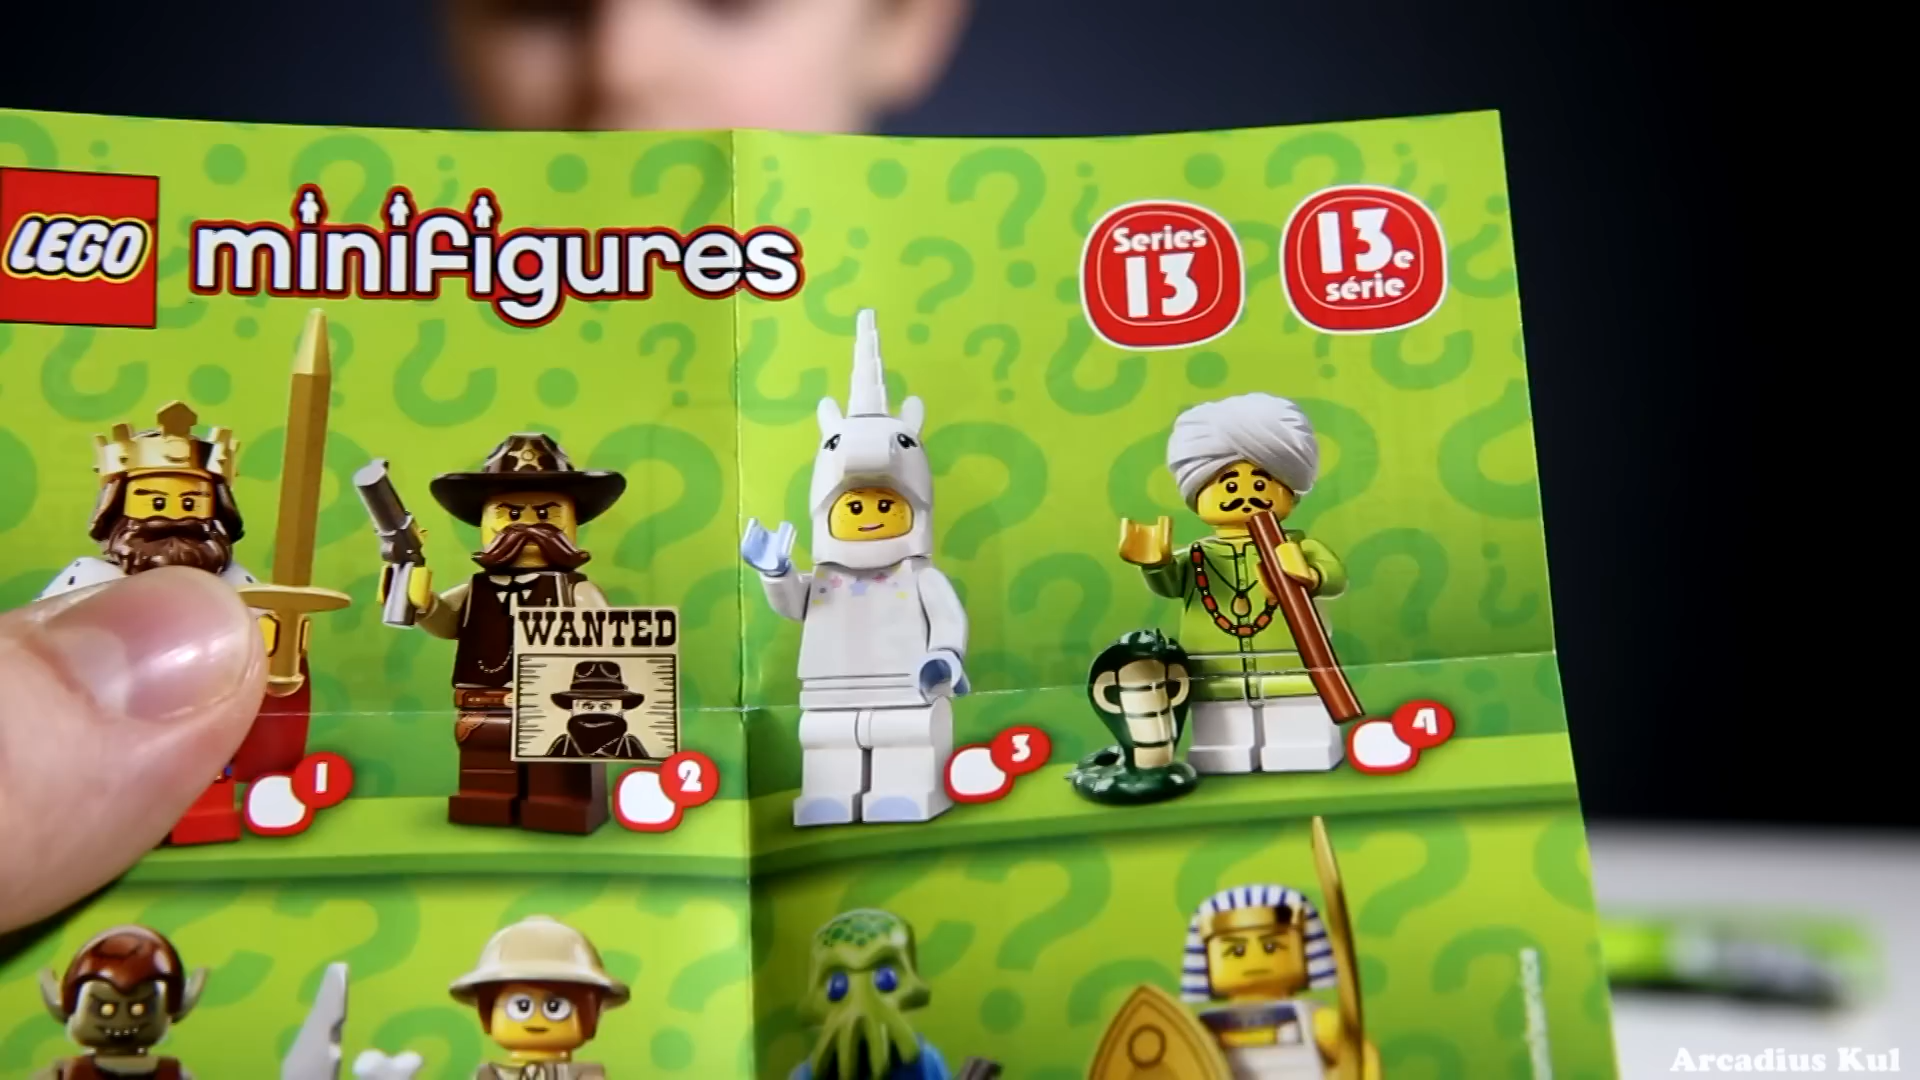 LEGO
minifigures
Series
13
13e
série
WANTED
1
2
3
4
Arcadius Kul